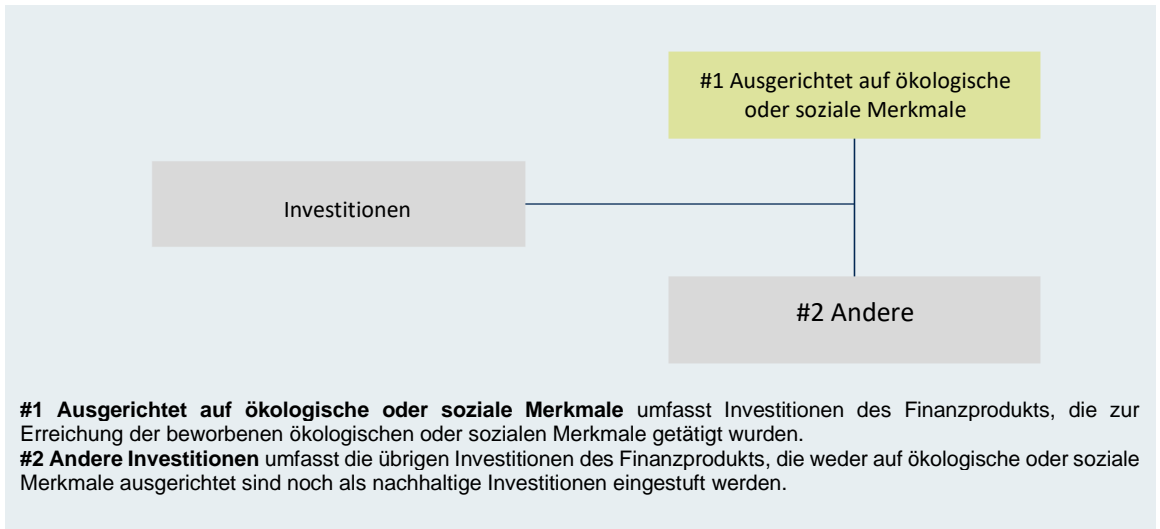 #1 Ausgerichtet auf ökologische
oder soziale Merkmale
Investitionen
#2 Andere
#1 Ausgerichtet auf ökologische oder soziale Merkmale umfasst Investitionen des Finanzprodukts, die zur
Erreichung der beworbenen ökologischen oder sozialen Merkmale getätigt wurden.
#2 Andere Investitionen umfasst die übrigen Investitionen des Finanzprodukts, die weder auf ökologische oder soziale
Merkmale ausgerichtet sind noch als nachhaltige Investitionen eingestuft werden.